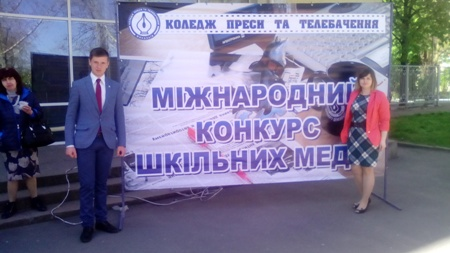 КОЛЕДЖ ПРЕСИ ТА ТЕЛЕБАЧЕННЯ
МІЖНАРОДНИЙ
КОНКУРС
ШКІЛЬНИХ МЕД